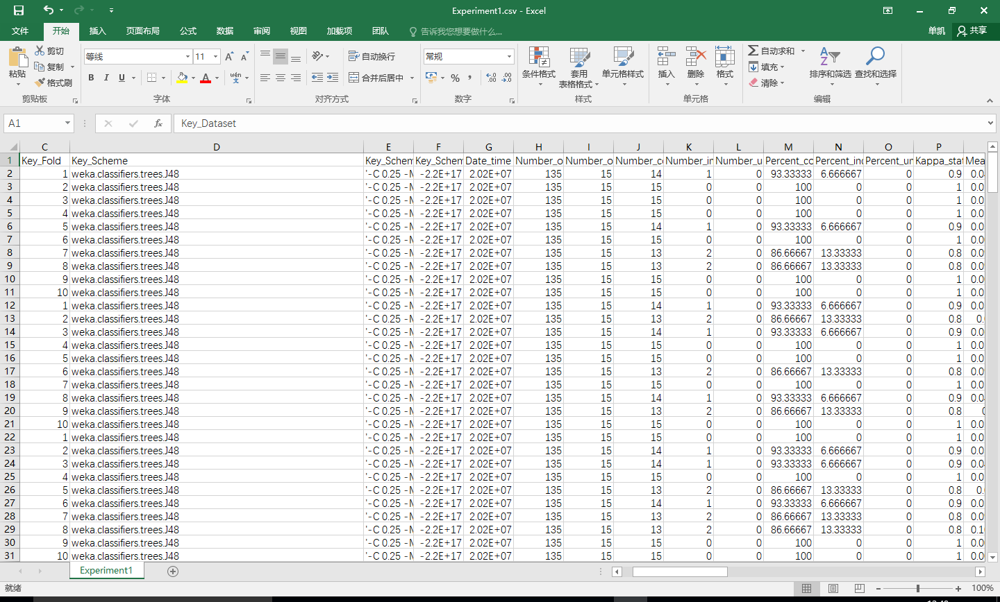 Experiment1.csv - Excel
文件 开始 插入 页面布局 公式 数据 审阅 视图 加载项 团队 告诉我您想要做什么... 单凯 共享
剪切
复制
格式刷
粘贴
剪贴板
等线 11
B I U wén
字体
自动换行
合并后居中
对齐方式
常规
% ,
数字
条件格式 套用
表格格式 单元格样式
样式
插入 删除 格式
单元格
自动求和
填充
清除
排序和筛选 查找和选择
编辑
A1 fx Key_Dataset
C D E F G H I J K L M N O P
1 Key_Fold Key_Scheme Key_Schem Key_Schem Date_time Number_o Number_o Number_co Number_in Number_u Percent_co Percent_inc Percent_un Kappa_stat Mea
2 1 weka.classifiers.trees.J48 '-C 0.25 -M -2.2E+17 2.02E+07 135 15 14 1 0 93.33333 6.666667 0 0.9 0.0
3 2 weka.classifiers.trees.J48 '-C 0.25 -M -2.2E+17 2.02E+07 135 15 15 0 0 100 0 0 1 0.0
4 3 weka.classifiers.trees.J48 '-C 0.25 -M -2.2E+17 2.02E+07 135 15 15 0 0 100 0 0 1 0.0
5 4 weka.classifiers.trees.J48 '-C 0.25 -M -2.2E+17 2.02E+07 135 15 15 0 0 100 0 0 1 0.0
6 5 weka.classifiers.trees.J48 '-C 0.25 -M -2.2E+17 2.02E+07 135 15 14 1 0 93.33333 6.666667 0 0.9 0.0
7 6 weka.classifiers.trees.J48 '-C 0.25 -M -2.2E+17 2.02E+07 135 15 15 0 0 100 0 0 1 0.0
8 7 weka.classifiers.trees.J48 '-C 0.25 -M -2.2E+17 2.02E+07 135 15 13 2 0 86.66667 13.33333 0 0.8 0.0
9 8 weka.classifiers.trees.J48 '-C 0.25 -M -2.2E+17 2.02E+07 135 15 13 2 0 86.66667 13.33333 0 0.8 0.0
10 9 weka.classifiers.trees.J48 '-C 0.25 -M -2.2E+17 2.02E+07 135 15 15 0 0 100 0 0 1 0.0
11 10 weka.classifiers.trees.J48 '-C 0.25 -M -2.2E+17 2.02E+07 135 15 15 0 0 100 0 0 1 0.0
12 1 weka.classifiers.trees.J48 '-C 0.25 -M -2.2E+17 2.02E+07 135 15 14 1 0 93.33333 6.666667 0 0.9 0.0
13 2 weka.classifiers.trees.J48 '-C 0.25 -M -2.2E+17 2.02E+07 135 15 13 2 0 86.66667 13.33333 0 0.8 0.
14 3 weka.classifiers.trees.J48 '-C 0.25 -M -2.2E+17 2.02E+07 135 15 14 1 0 93.33333 6.666667 0 0.9 0.0
15 4 weka.classifiers.trees.J48 '-C 0.25 -M -2.2E+17 2.02E+07 135 15 15 0 0 100 0 0 1 0.0
16 5 weka.classifiers.trees.J48 '-C 0.25 -M -2.2E+17 2.02E+07 135 15 15 0 0 100 0 0 1 0.0
17 6 weka.classifiers.trees.J48 '-C 0.25 -M -2.2E+17 2.02E+07 135 15 13 2 0 86.66667 13.33333 0 0.8 0.0
18 7 weka.classifiers.trees.J48 '-C 0.25 -M -2.2E+17 2.02E+07 135 15 15 0 0 100 0 0 1 0.0
19 8 weka.classifiers.trees.J48 '-C 0.25 -M -2.2E+17 2.02E+07 135 15 14 1 0 93.33333 6.666667 0 0.9 0.0
20 9 weka.classifiers.trees.J48 '-C 0.25 -M -2.2E+17 2.02E+07 135 15 13 2 0 86.66667 13.33333 0 0.8 0
21 10 weka.classifiers.trees.J48 '-C 0.25 -M -2.2E+17 2.02E+07 135 15 15 0 0 100 0 0 1 0.0
22 1 weka.classifiers.trees.J48 '-C 0.25 -M -2.2E+17 2.02E+07 135 15 15 0 0 100 0 0 1 0.0
23 2 weka.classifiers.trees.J48 '-C 0.25 -M -2.2E+17 2.02E+07 135 15 14 1 0 93.33333 6.666667 0 0.9 0.0
24 3 weka.classifiers.trees.J48 '-C 0.25 -M -2.2E+17 2.02E+07 135 15 14 1 0 93.33333 6.666667 0 0.9 0.0
25 4 weka.classifiers.trees.J48 '-C 0.25 -M -2.2E+17 2.02E+07 135 15 15 0 0 100 0 0 1 0.0
26 5 weka.classifiers.trees.J48 '-C 0.25 -M -2.2E+17 2.02E+07 135 15 13 2 0 86.66667 13.33333 0 0.8 0.
27 6 weka.classifiers.trees.J48 '-C 0.25 -M -2.2E+17 2.02E+07 135 15 14 1 0 93.33333 6.666667 0 0.9 0.0
28 7 weka.classifiers.trees.J48 '-C 0.25 -M -2.2E+17 2.02E+07 135 15 13 2 0 86.66667 13.33333 0 0.8 0.0
29 8 weka.classifiers.trees.J48 '-C 0.25 -M -2.2E+17 2.02E+07 135 15 13 2 0 86.66667 13.33333 0 0.8 0.1
30 9 weka.classifiers.trees.J48 '-C 0.25 -M -2.2E+17 2.02E+07 135 15 15 0 0 100 0 0 1 0.0
31 10 weka.classifiers.trees.J48 '-C 0.25 -M -2.2E+17 2.02E+07 135 15 15 0 0 100 0 0 1 0.0
Experiment1
就绪 100%